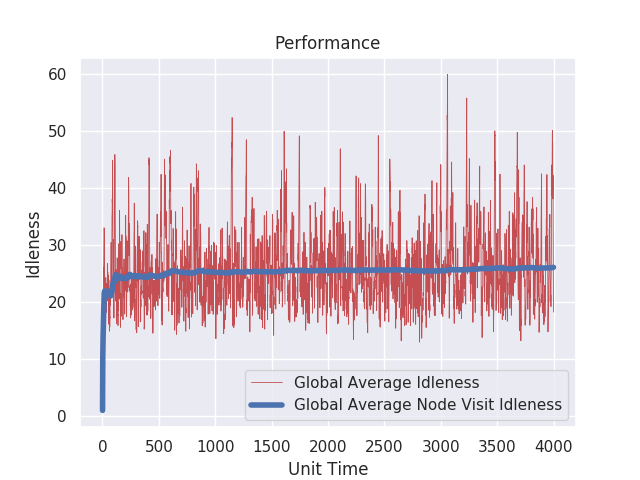 Performance
60
50
40
30
20
10
0
Idleness
Global Average Idleness
Global Average Node Visit Idleness
0 500 1000 1500 2000 2500 3000 3500 4000
Unit Time